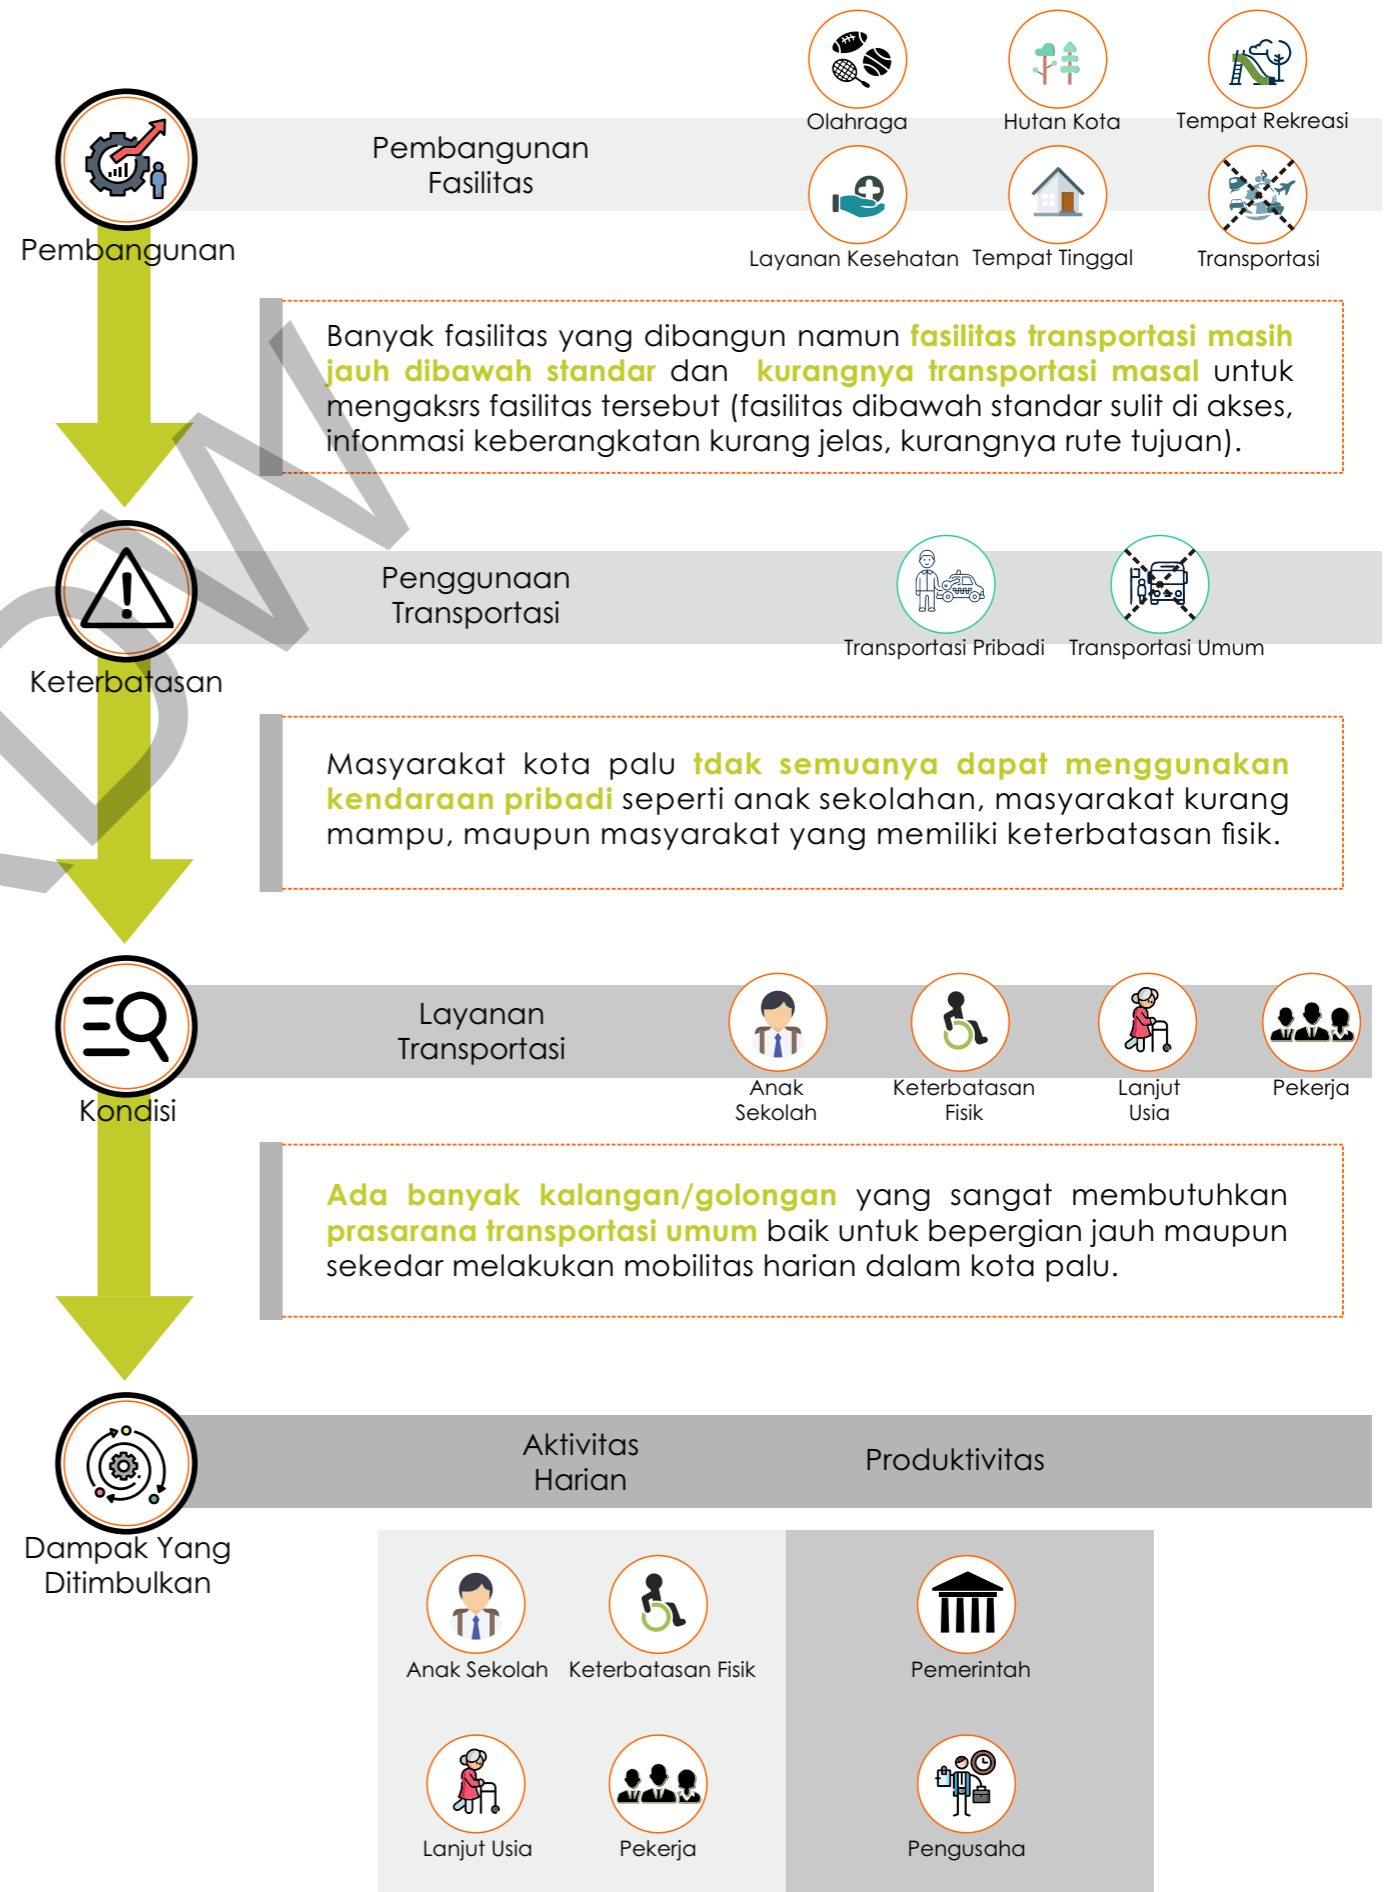 Olahraga
Hutan Kota
Tempat Rekreasi
Pembangunan
Fasilitas
Layanan Kesehatan
Tempat Tinggal
Transportasi
Pembangunan
Banyak fasilitas yang dibangun namun fasilitas transportasi masih
jauh dibawah standar dan kurangnya transportasi masal untuk
mengaksrs fasilitas tersebut (fasilitas dibawah standar sulit di akses,
infonmasi keberangkatan kurang jelas, kurangnya rute tujuan).
Penggunaan
Transportasi
Transportasi Pribadi
Transportasi Umum
Keterbatasan
Masyarakat kota palu tdak semuanya dapat menggunakan
kendaraan pribadi seperti anak sekolahan, masyarakat kurang
mampu, maupun masyarakat yang memiliki keterbatasan fisik.
Layanan
Transportasi
Anak
Sekolah
Keterbatasan
Fisik
Lanjut
Usia
Pekerja
Kondisi
Ada banyak kalangan/golongan yang sangat membutuhkan
prasarana transportasi umum baik untuk bepergian jauh maupun
sekedar melakukan mobilitas harian dalam kota palu.
Aktivitas
Harian
Produktivitas
Dampak Yang
Ditimbulkan
Anak Sekolah
Keterbatasan Fisik
Pemerintah
Lanjut Usia
Pekerja
Pengusaha
DW